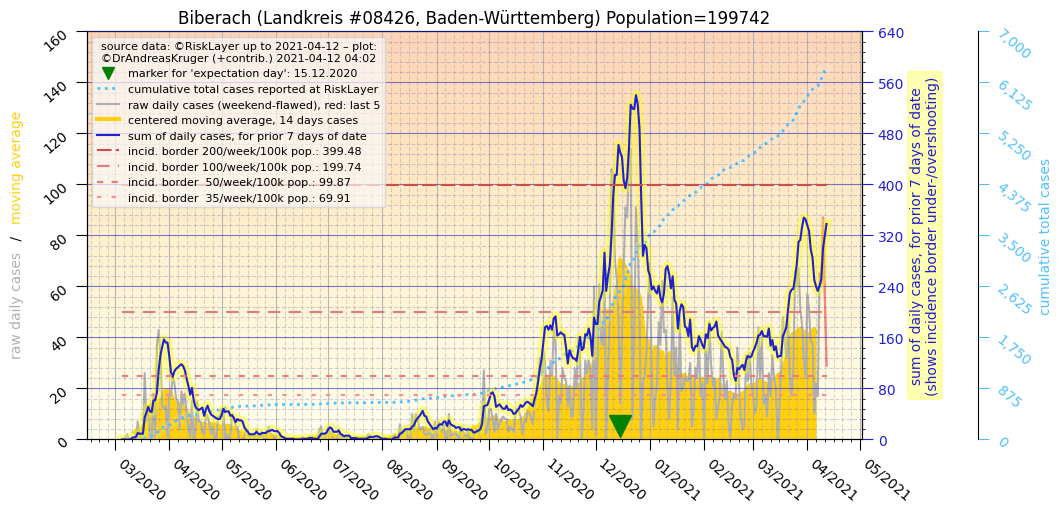 Biberach (Landkreis #08426, Baden-Württemberg) Population=199742
source data: ©RiskLayer up to 2021-04-12 – plot:
©DrAndreasKruger (+contrib.) 2021-04-12 04:02
marker for 'expectation day': 15.12.2020
cumulative total cases reported at RiskLayer
raw daily cases (weekend-flawed), red: last 5
centered moving average, 14 days cases
sum of daily cases, for prior 7 days of date
incid. border 200/week/100k pop.: 399.48
incid. border 100/week/100k pop.: 199.74
incid. border  50/week/100k pop.: 99.87
incid. border  35/week/100k pop.: 69.91
raw daily cases / moving average
160
140
120
100
80
60
40
20
0
03/2020
04/2020
05/2020
06/2020
07/2020
08/2020
09/2020
10/2020
11/2020
12/2020
01/2021
02/2021
03/2021
04/2021
05/2021
640
560
480
400
320
240
160
80
0
sum of daily cases, for prior 7 days of date
(shows incidence border under-/overshooting)
7,000
6,125
5,250
4,375
3,500
2,625
1,750
875
0
cumulative total cases